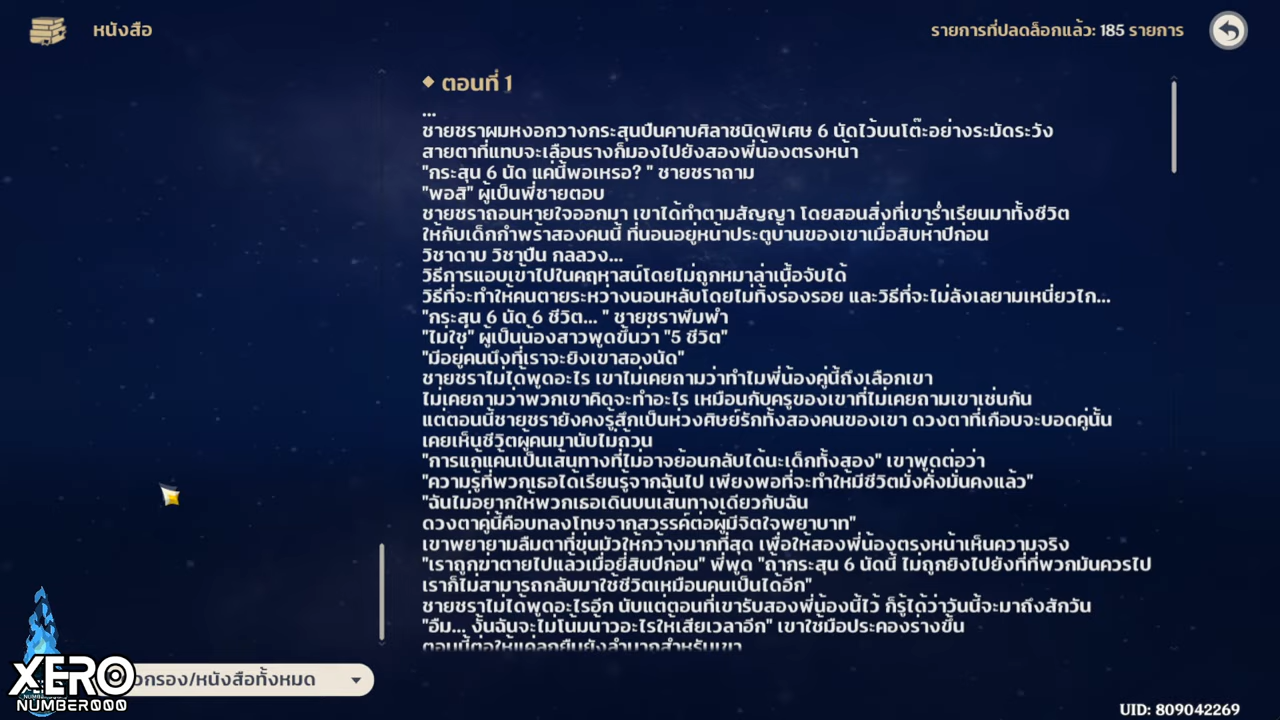 หนังสือ
รายการที่ปลดล็อกแล้ว: 185 รายการ
◆ ตอนที่ 1
...
ชายชราผมหงอกวางกระสุนปืนคาบศิลาชนิดพิเศษ 6 นัดไว้บนโต๊ะอย่างระมัดระวัง
สายตาที่แทบจะเลือนรางก็มองไปยังสองพี่น้องตรงหน้า
"กระสุน 6 นัด แค่นี้พอเหรอ? " ชายชราถาม
"พอสิ" ผู้เป็นพี่ชายตอบ
ชายชราถอนหายใจออกมา เขาได้ทำตามสัญญา โดยสอนสิ่งที่เขาร่ำเรียนมาทั้งชีวิต
ให้กับเด็กกำพร้าสองคนนี้ ที่นอนอยู่หน้าประตูบ้านของเขาเมื่อสิบห้าปีก่อน
วิชาดาบ วิชาปืน กลลวง...
วิธีการแอบเข้าไปในคฤหาสน์โดยไม่ถูกหมาล่าเนื้อจับได้
วิธีที่จะทำให้คนตายระหว่างนอนหลับโดยไม่ทิ้งร่องรอย และวิธีที่จะไม่ลังเลยามเหนี่ยวไก...
"กระสุน 6 นัด 6 ชีวิต... " ชายชราพึมพำ
"ไม่ใช่" ผู้เป็นน้องสาวพูดขึ้นว่า "5 ชีวิต"
"มีอยู่คนนึงที่เราจะยิงเขาสองนัด"
ชายชราไม่ได้พูดอะไร เขาไม่เคยถามว่าทำไมพี่น้องคู่นี้ถึงเลือกเขา
ไม่เคยถามว่าพวกเขาคิดจะทำอะไร เหมือนกับครูของเขาที่ไม่เคยถามเขาเช่นกัน
แต่ตอนนี้ชายชรายังคงรู้สึกเป็นห่วงศิษย์รักทั้งสองคนของเขา ดวงตาที่เกือบจะบอดคู่นั้น
เคยเห็นชีวิตผู้คนมานับไม่ถ้วน
"การแก้แค้นเป็นเส้นทางที่ไม่อาจย้อนกลับได้นะเด็กทั้งสอง" เขาพูดต่อว่า
"ความรู้ที่พวกเธอได้เรียนรู้จากฉันไป เพียงพอที่จะทำให้มีชีวิตมั่งคั่งมั่นคงแล้ว"
"ฉันไม่อยากให้พวกเธอเดินบนเส้นทางเดียวกับฉัน
ดวงตาคู่นี้คือบทลงโทษจากสวรรค์ต่อผู้มีจิตใจพยาบาท"
เขาพยายามลืมตาที่ขุ่นมัวให้กว้างมากที่สุด เพื่อให้สองพี่น้องตรงหน้าเห็นความจริง
"เราถูกฆ่าตายไปแล้วเมื่อยี่สิบปีก่อน" พี่พูด "ถ้ากระสุน 6 นัดนี้ ไม่ถูกยิงไปยังที่ที่พวกมันควรไป
เราก็ไม่สามารถกลับมาใช้ชีวิตเหมือนคนเป็นได้อีก"
ชายชราไม่ได้พูดอะไรอีก นับแต่ตอนที่เขารับสองพี่น้องนี้ไว้ ก็รู้ได้ว่าวันนี้จะมาถึงสักวัน
"อืม... งั้นฉันจะไม่โน้มน้าวอะไรให้เสียเวลาอีก" เขาใช้มือประคองร่างขึ้น
ตอนนี้ต่อให้แค่ลุกยืนยังลำบากสำหรับเขา
กรอง/หนังสือทั้งหมด
XERO
NUMBER000
UID: 809042269